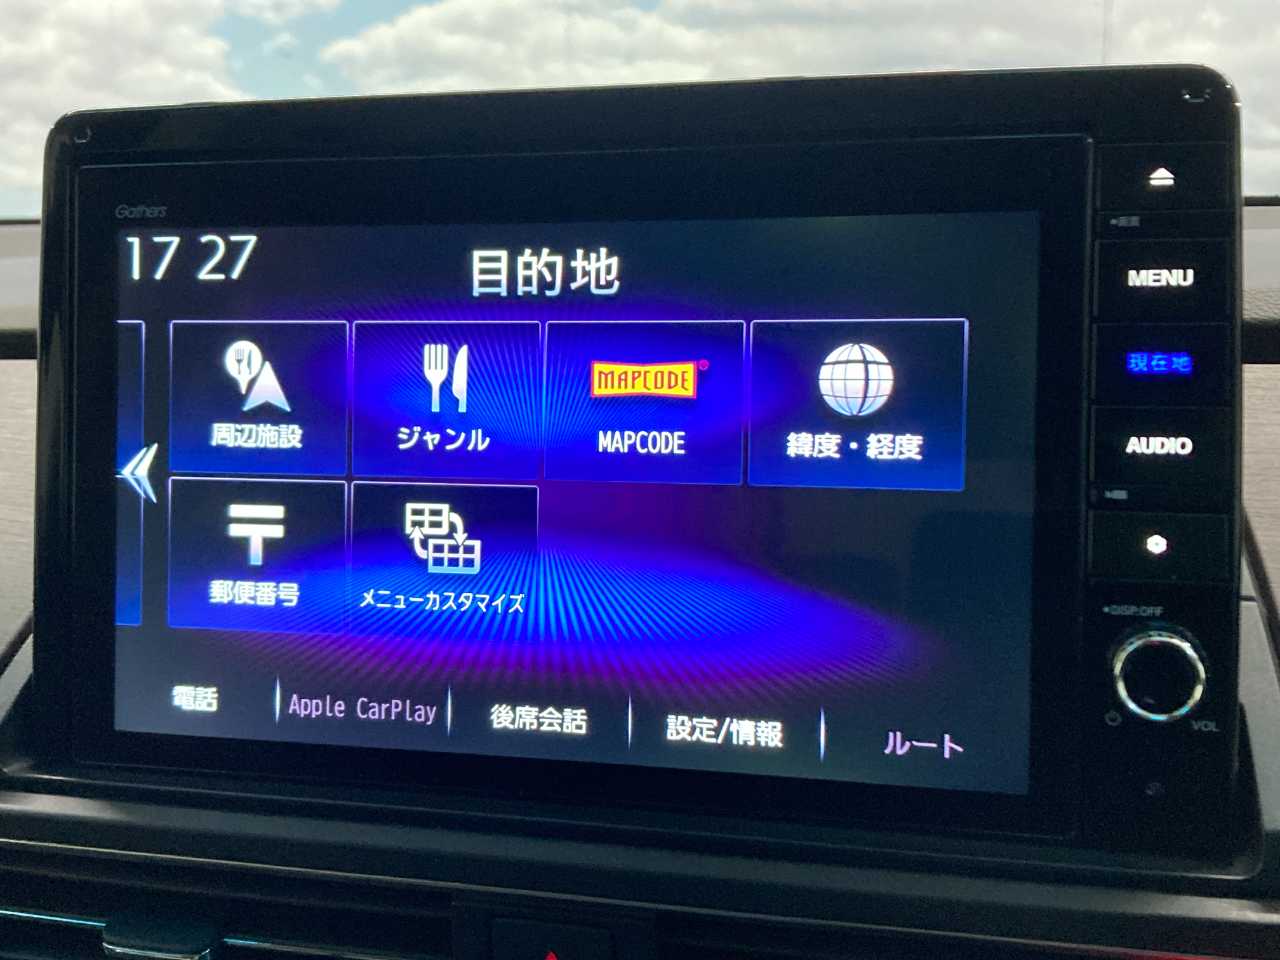 Gathers
17 27
目的地
周辺施設
ジャンル
MAPCODE
MAPCODE
緯度・経度
郵便番号
メニューカスタマイズ
電話
Apple CarPlay
後席会話
設定/情報
ルート
MENU
現在地
AUDIO
DISP:OFF
VOL